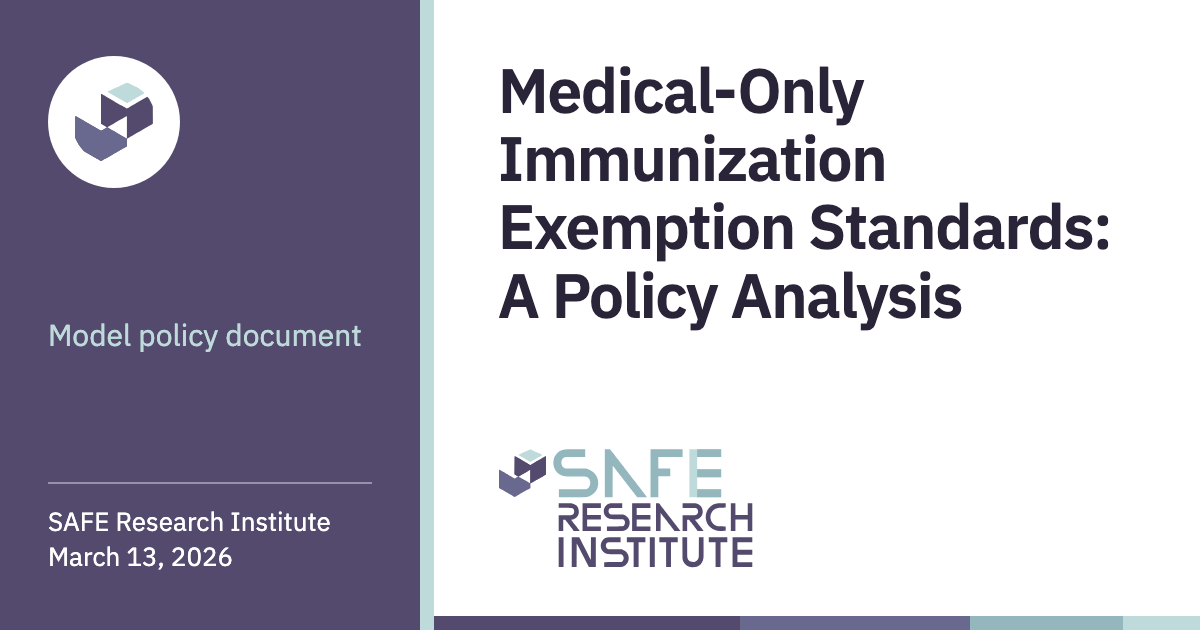 Model policy document
SAFE Research Institute
March 13, 2026
Medical-Only
Immunization
Exemption Standards:
A Policy Analysis
SAFE
RESEARCH
INSTITUTE